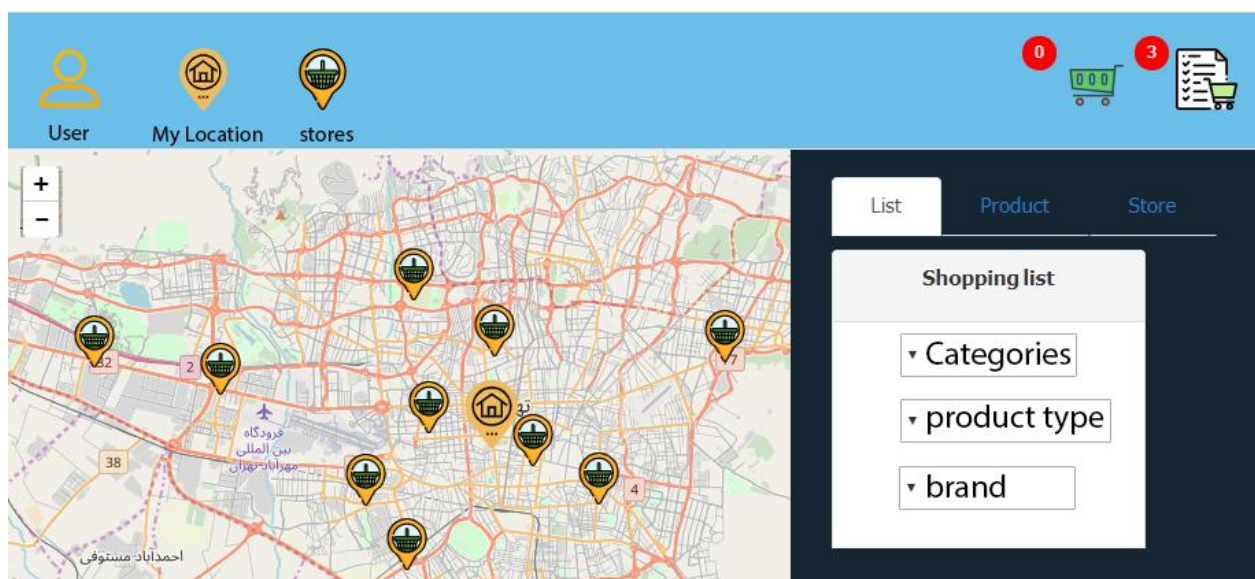 0
3
User
My Location
stores
+
−
List
Product
Store
Shopping list
Categories
product type
brand
32
2
7
38
4
فرودگاه
بین المللی
مهرآباد تهران
احمدآباد مستوفی